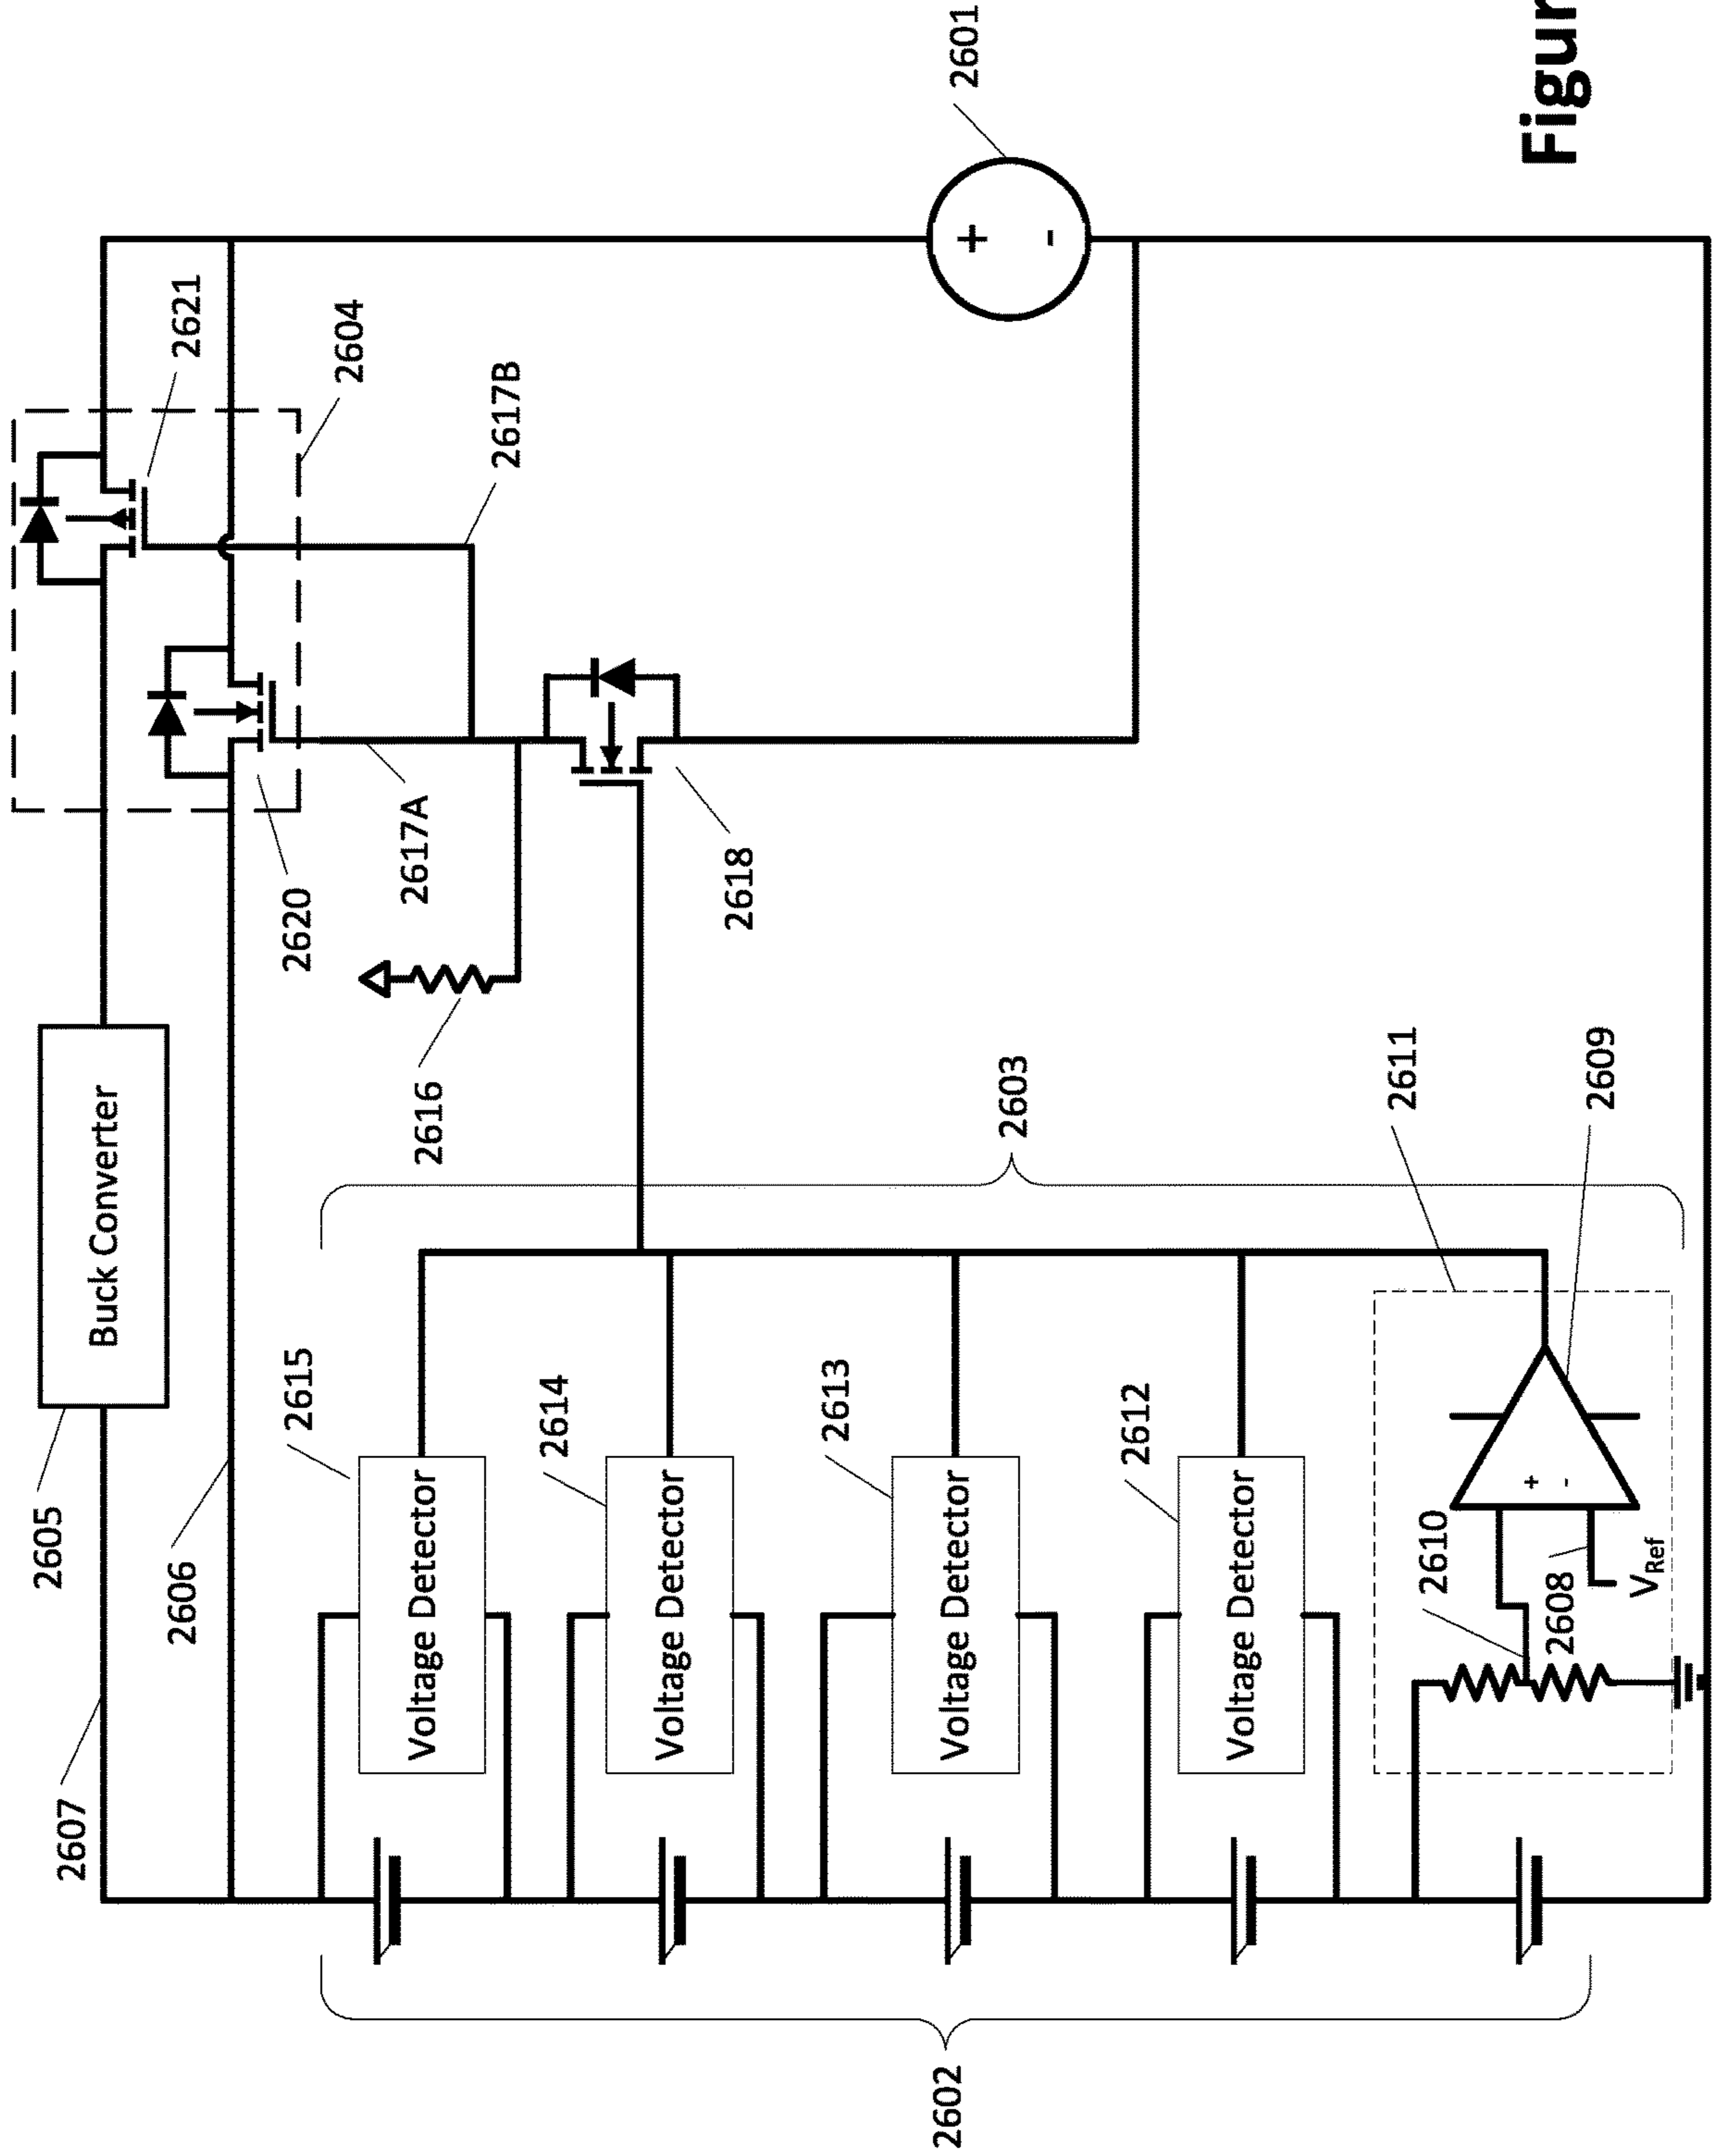 2601
Figur
2621
2604
2617B
2620
2617A
2618
2616
2605
Buck Converter
2607
2606
2603
2611
2609
2615
Voltage Detector
2614
Voltage Detector
2613
Voltage Detector
2612
Voltage Detector
2610
2608
+
-
VRef
+
-
2602